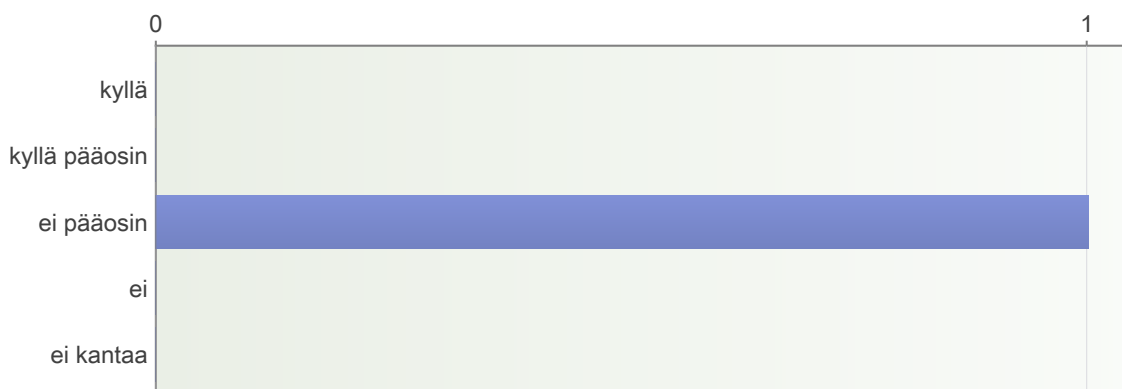 0 1
kyllä
kyllä pääosin
ei pääosin
ei
ei kantaa